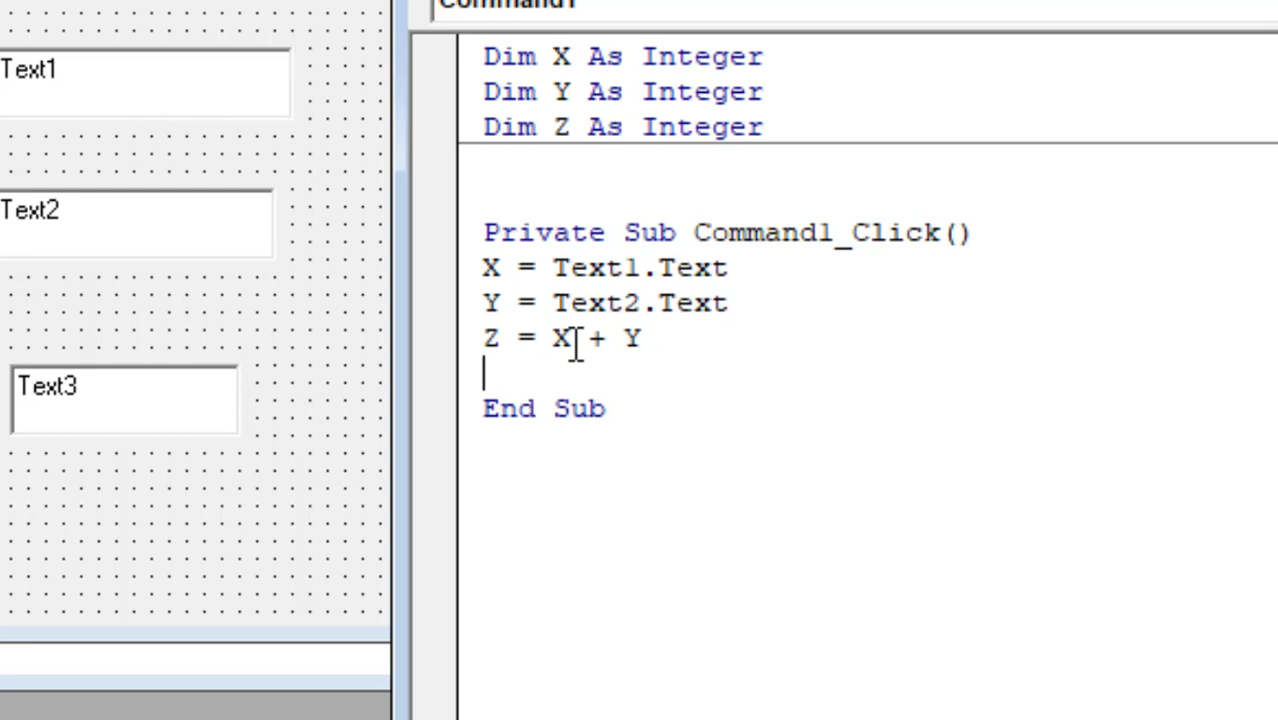 Command1
Text1
Text2
Text3
Dim X As Integer
Dim Y As Integer
Dim Z As Integer
Private Sub Command1_Click()
X = Text1.Text
Y = Text2.Text
Z = X + Y
End Sub